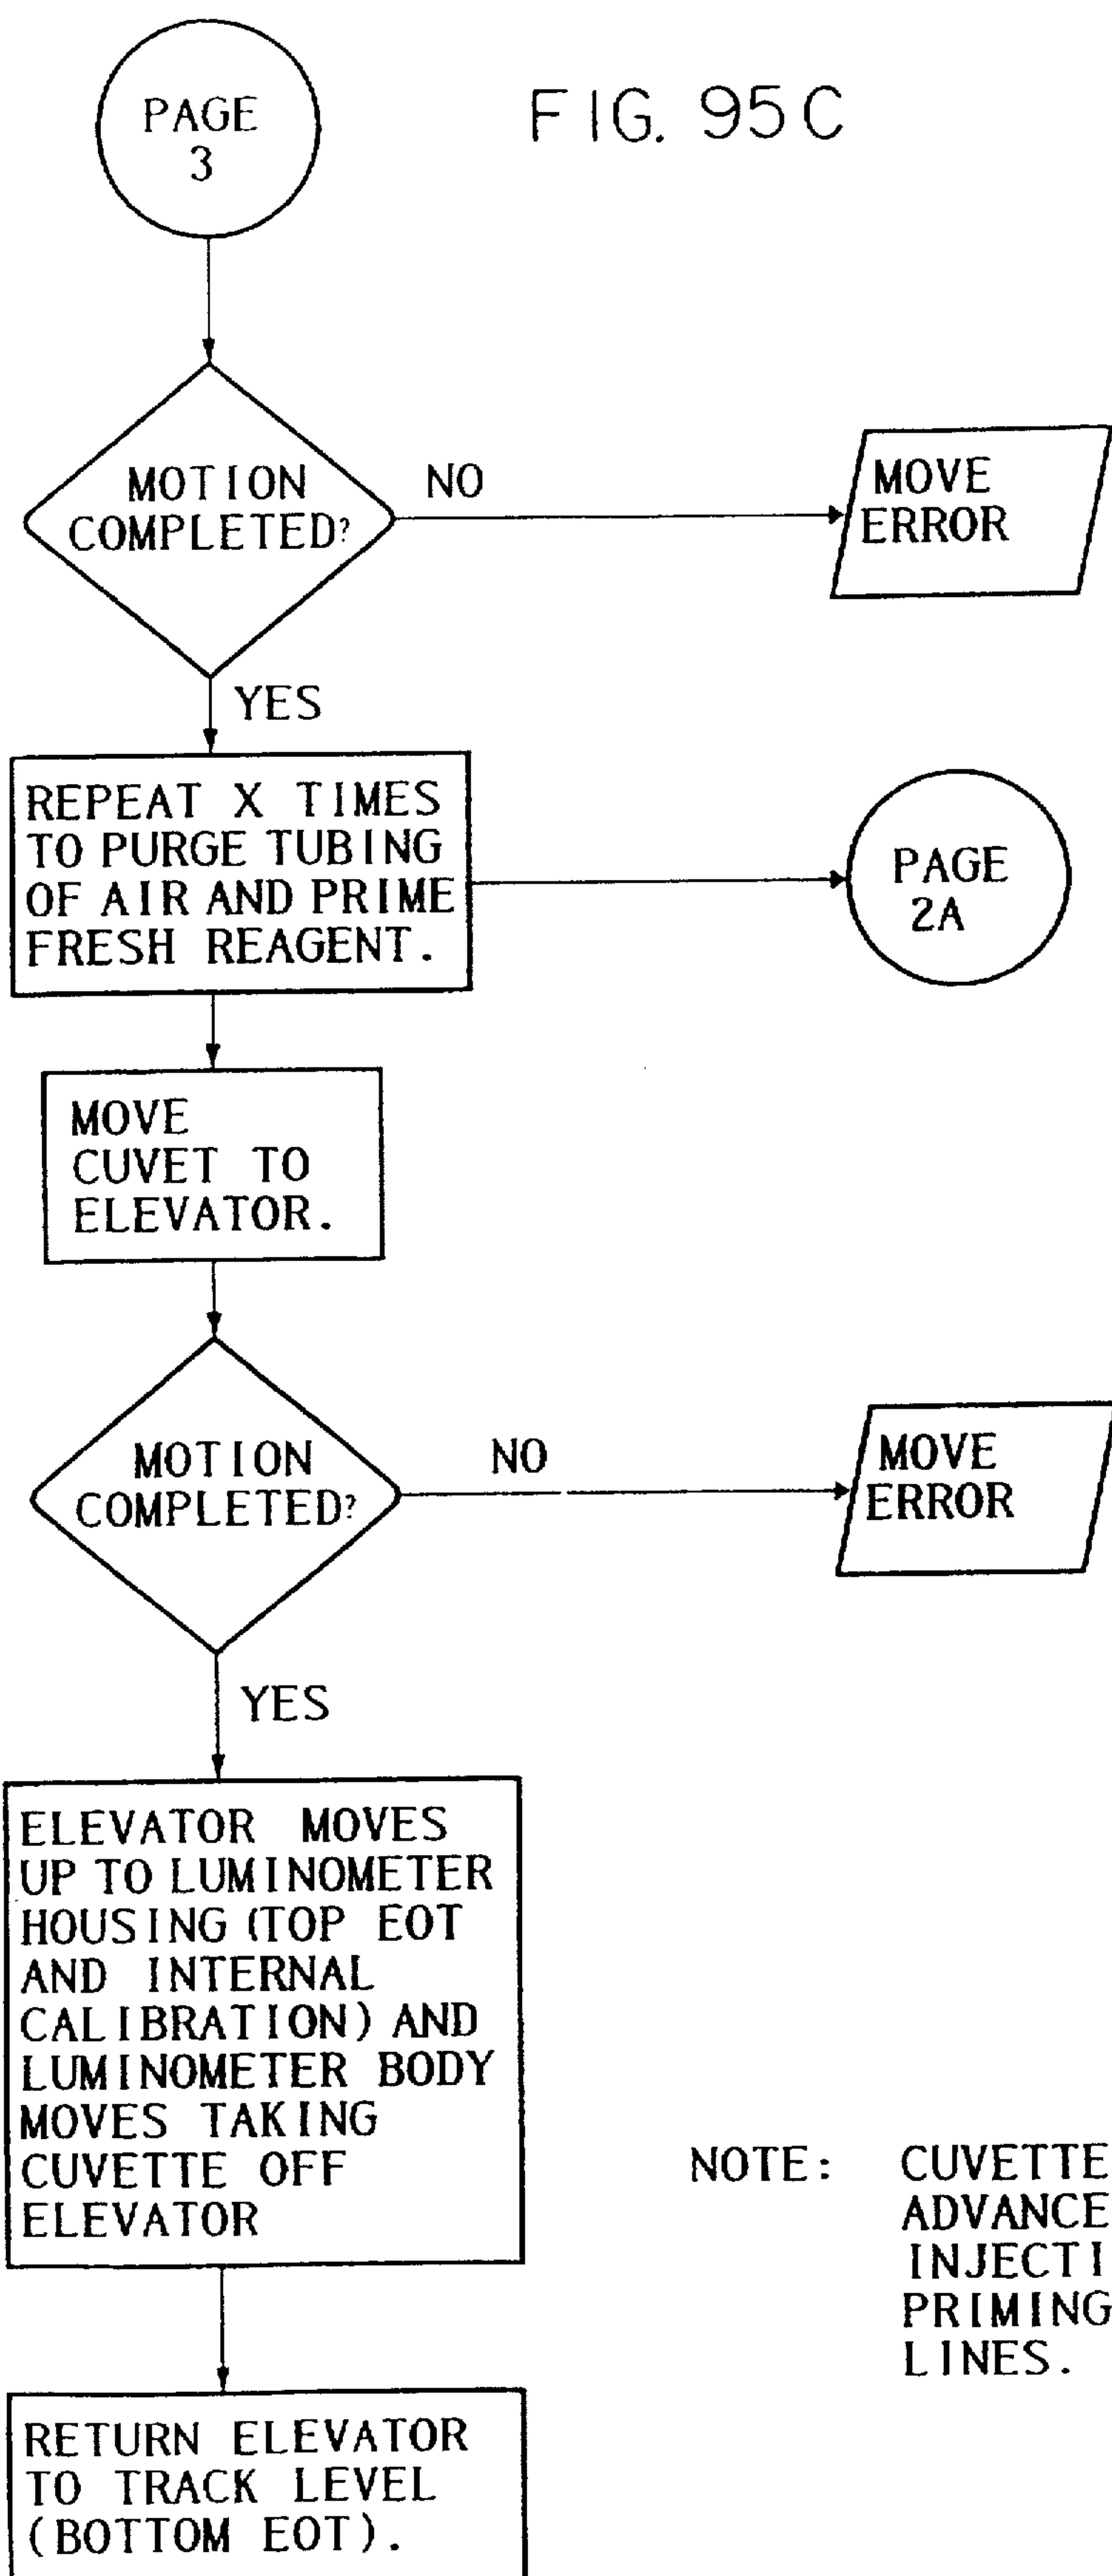 PAGE
3
FIG. 95C
MOTION
COMPLETED?
NO
MOVE
ERROR
YES
REPEAT X TIMES
TO PURGE TUBING
OF AIR AND PRIME
FRESH REAGENT.
PAGE
2A
MOVE
CUVET TO
ELEVATOR.
MOTION
COMPLETED?
NO
MOVE
ERROR
YES
ELEVATOR MOVES
UP TO LUMINOMETER
HOUSING (TOP EOT
AND INTERNAL
CALIBRATION) AND
LUMINOMETER BODY
MOVES TAKING
CUVETTE OFF
ELEVATOR
NOTE: CUVETTE
ADVANCE
INJECTI
PRIMING
LINES.
RETURN ELEVATOR
TO TRACK LEVEL
(BOTTOM EOT).